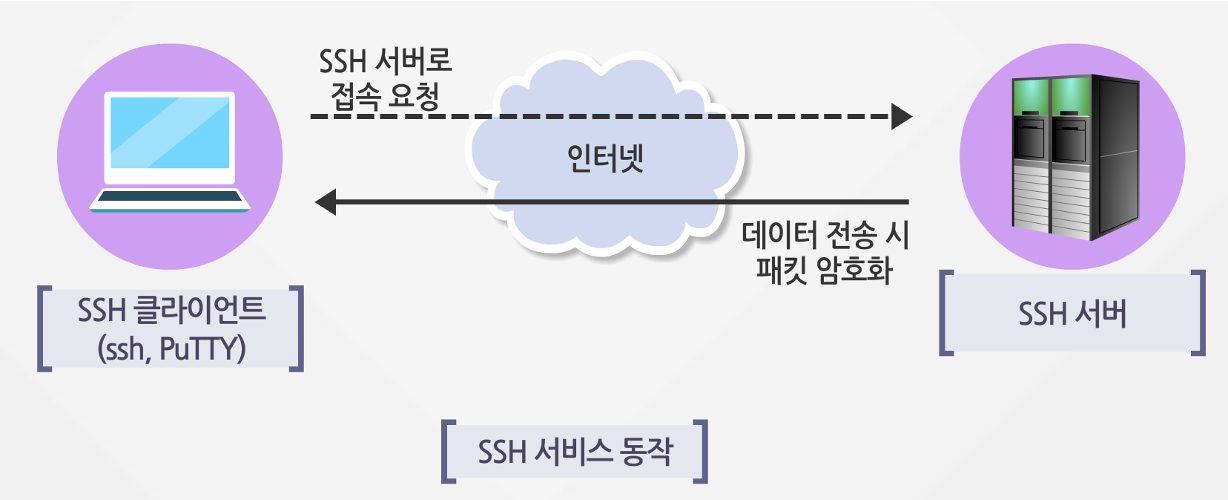 SSH 서버로
접속 요청
인터넷
데이터 전송 시
패킷 암호화
SSH 클라이언트
(ssh, PuTTY)
SSH 서버
SSH 서비스 동작